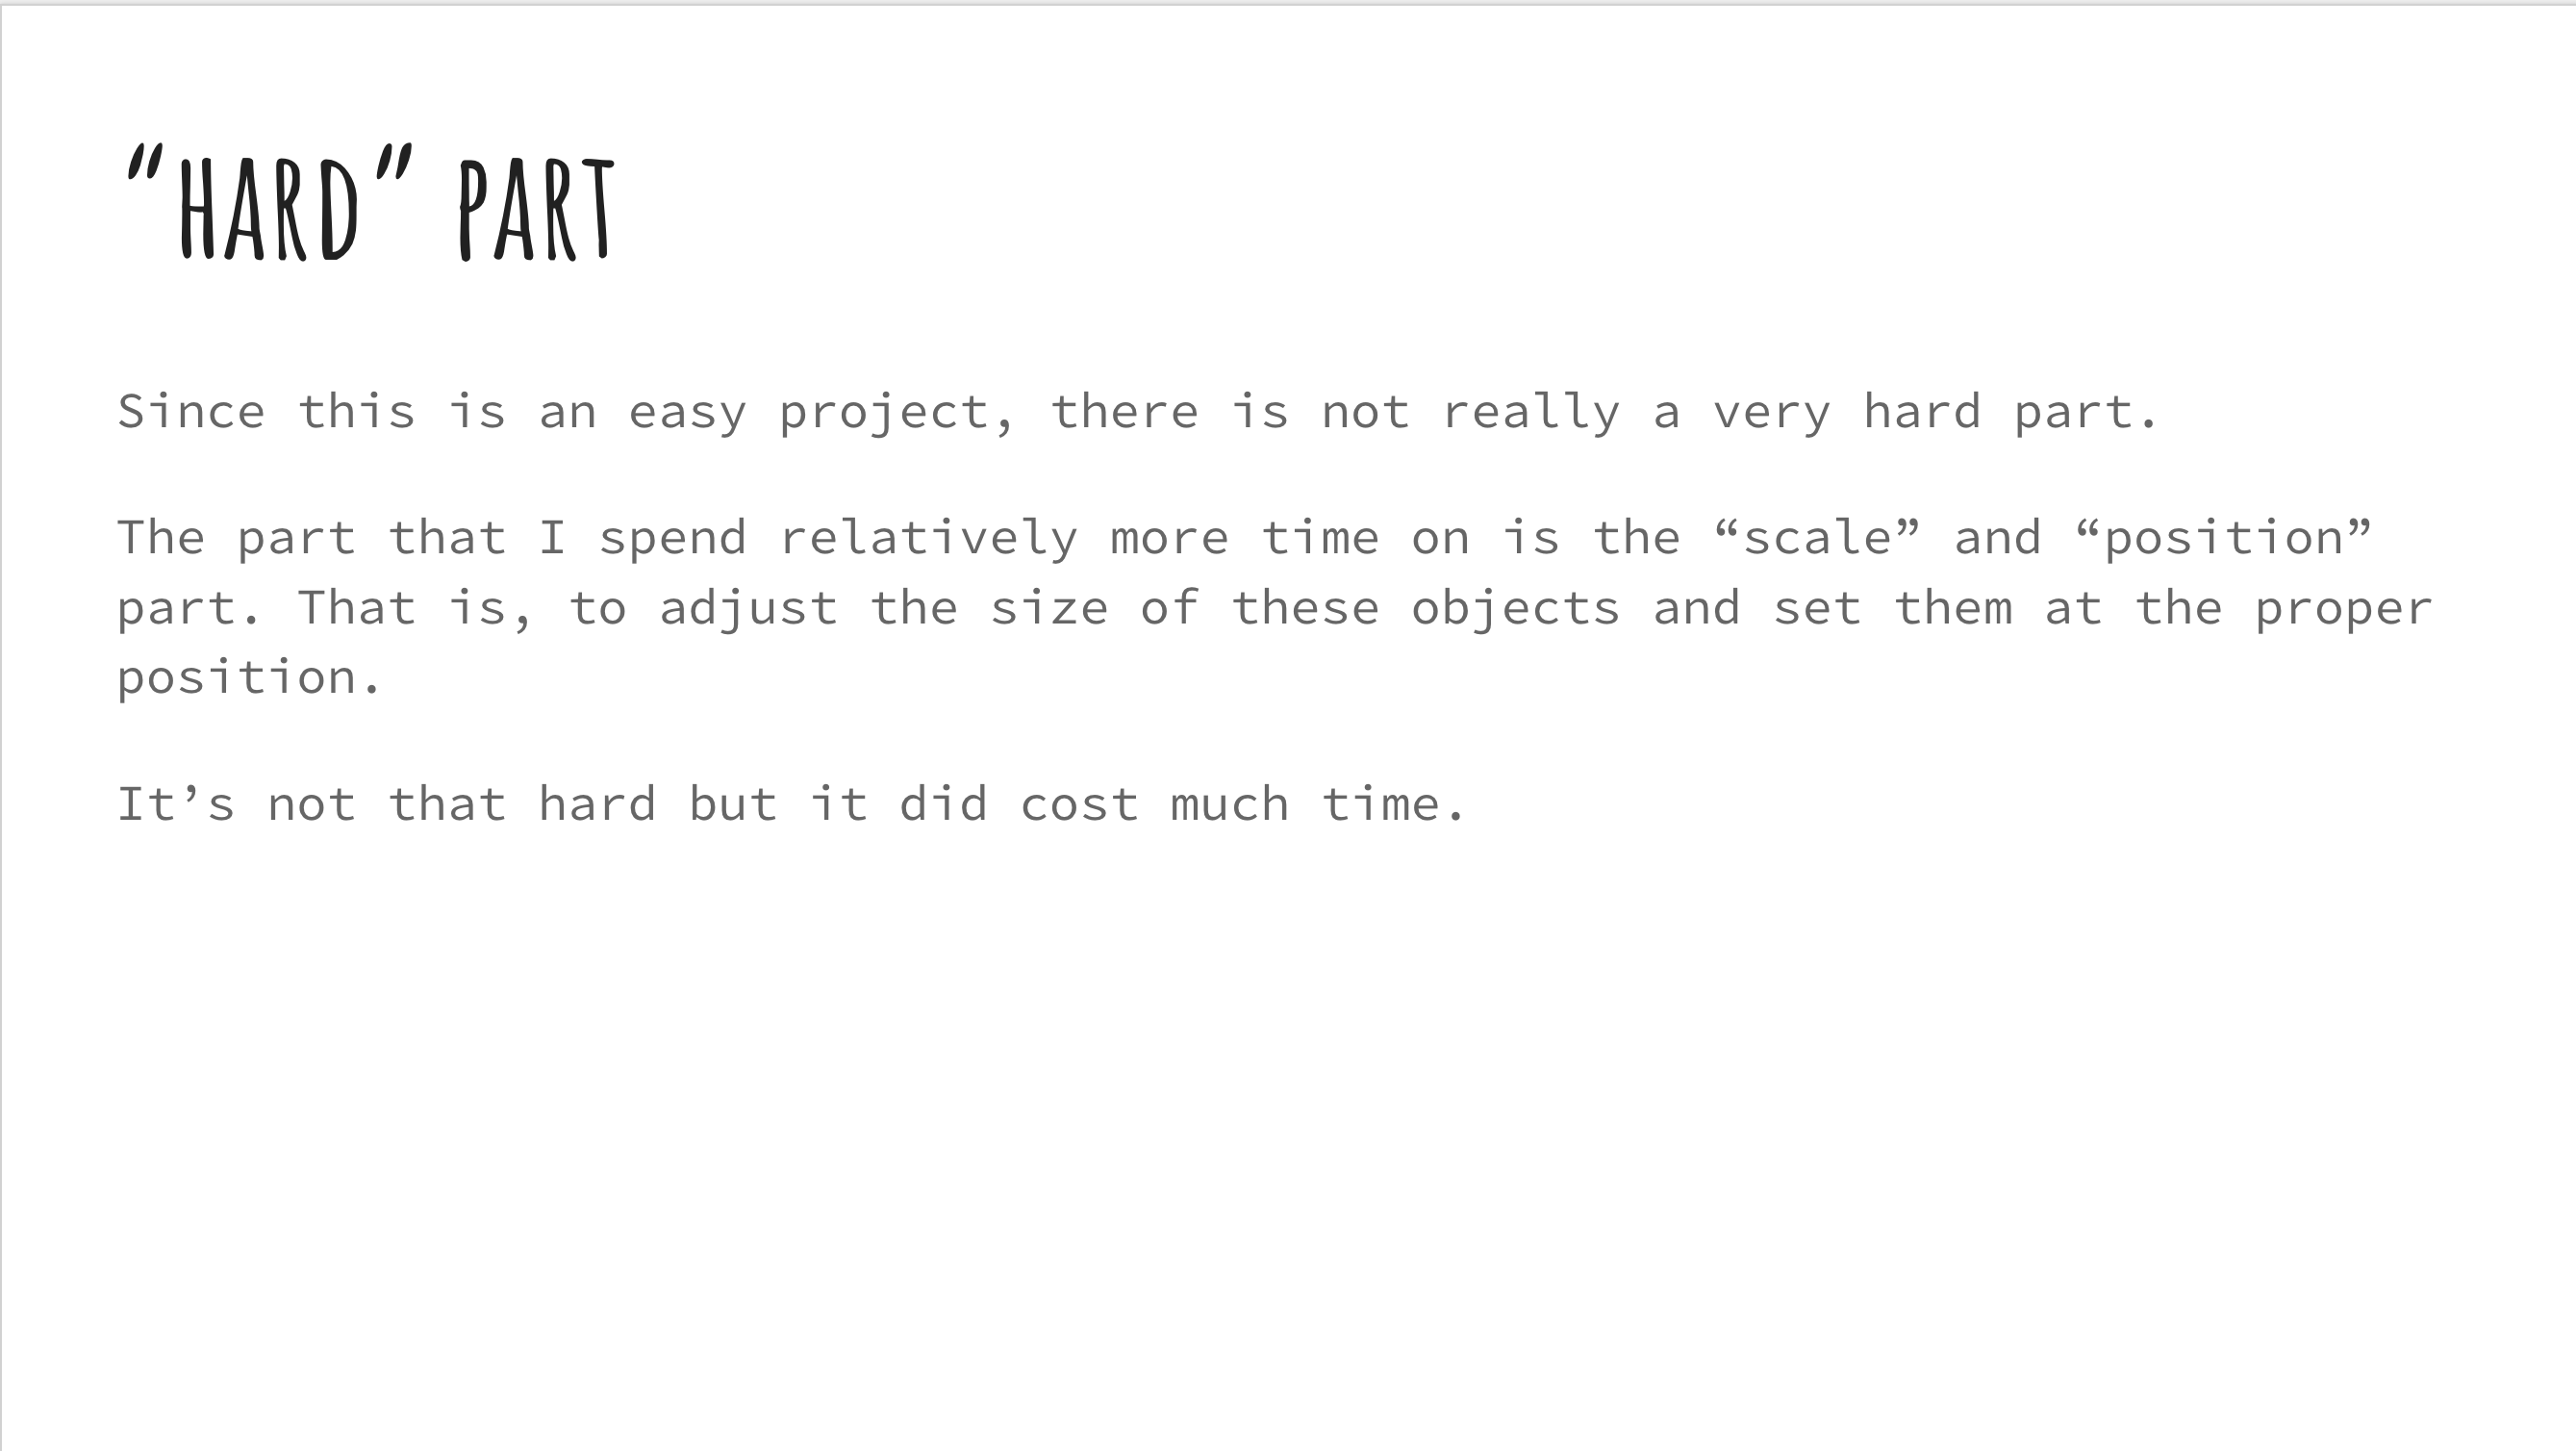 “HARD” PART
Since this is an easy project, there is not really a very hard part.
The part that I spend relatively more time on is the “scale” and “position”
part. That is, to adjust the size of these objects and set them at the proper
position.
It’s not that hard but it did cost much time.